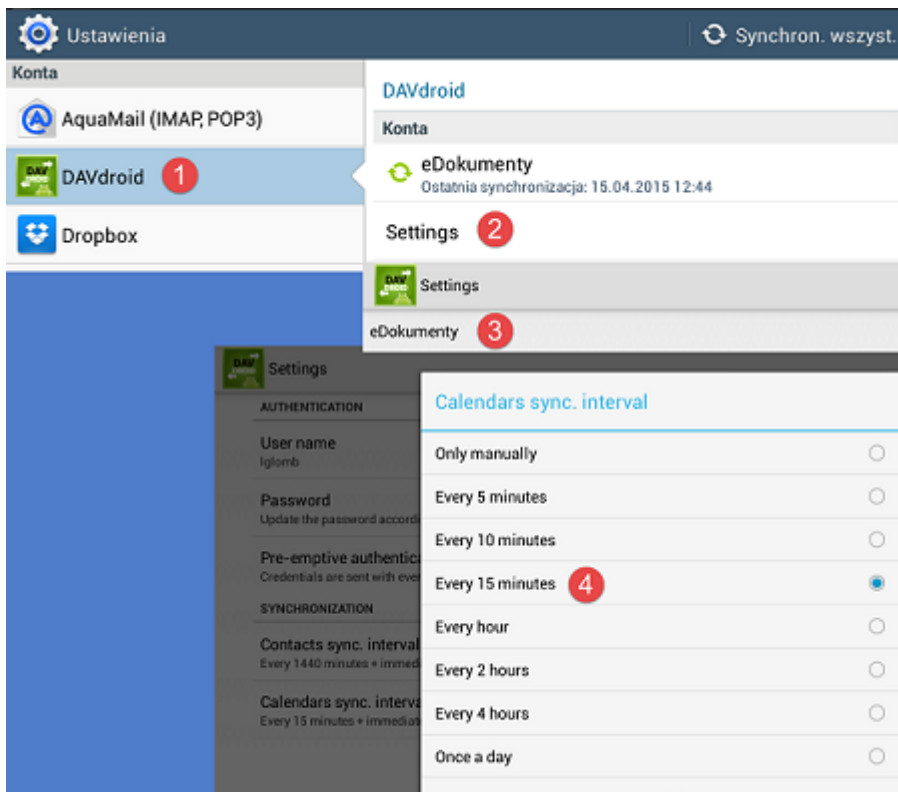 Ustawienia
Synchron. wszyst.
Konta
AquaMail (IMAP, POP3)
DAVdroid 1
Dropbox
DAVdroid
Konta
eDokumenty
Ostatnia synchronizacja: 15.04.2015 12:44
Settings 2
Settings
eDokumenty 3
Settings
AUTHENTICATION
User name
lglomb
Password
Update the password accordi
Pre-emptive authentica
Credentials are sent with ever
SYNCHRONIZATION
Contacts sync. interval
Every 1440 minutes + immedi
Calendars sync. interva
Every 15 minutes + immediat
Calendars sync. interval
Only manually
Every 5 minutes
Every 10 minutes
Every 15 minutes 4
Every hour
Every 2 hours
Every 4 hours
Once a day